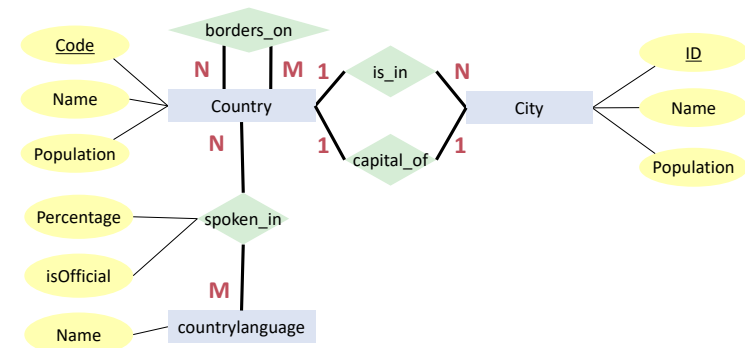 borders_on
Code
N
M
1
is_in
N
ID
Name
Country
City
Name
Population
N
1
capital_of
1
Population
Percentage
spoken_in
isOfficial
M
Name
countrylanguage